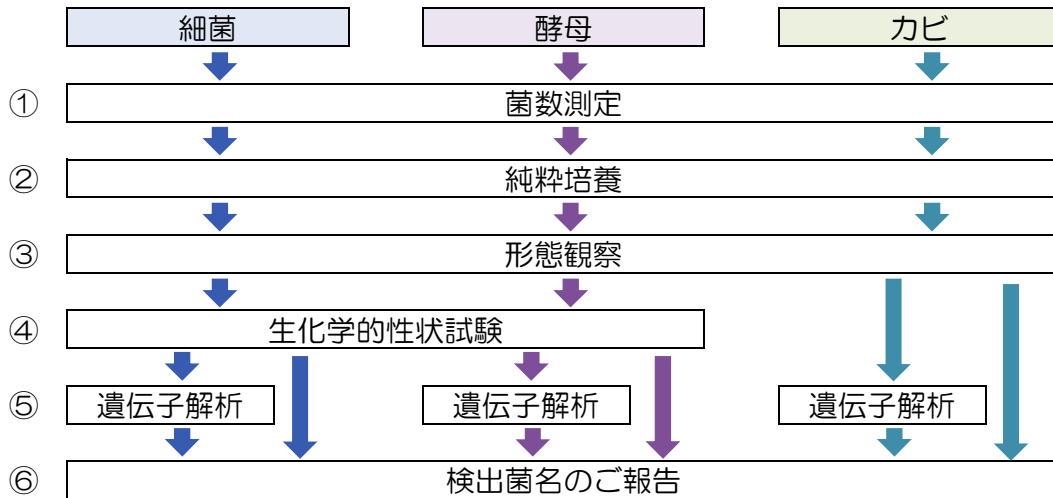 細菌
酵母
カビ
① 菌数測定
② 純粋培養
③ 形態観察
④ 生化学的性状試験
⑤ 遺伝子解析 遺伝子解析 遺伝子解析
⑥ 検出菌名のご報告